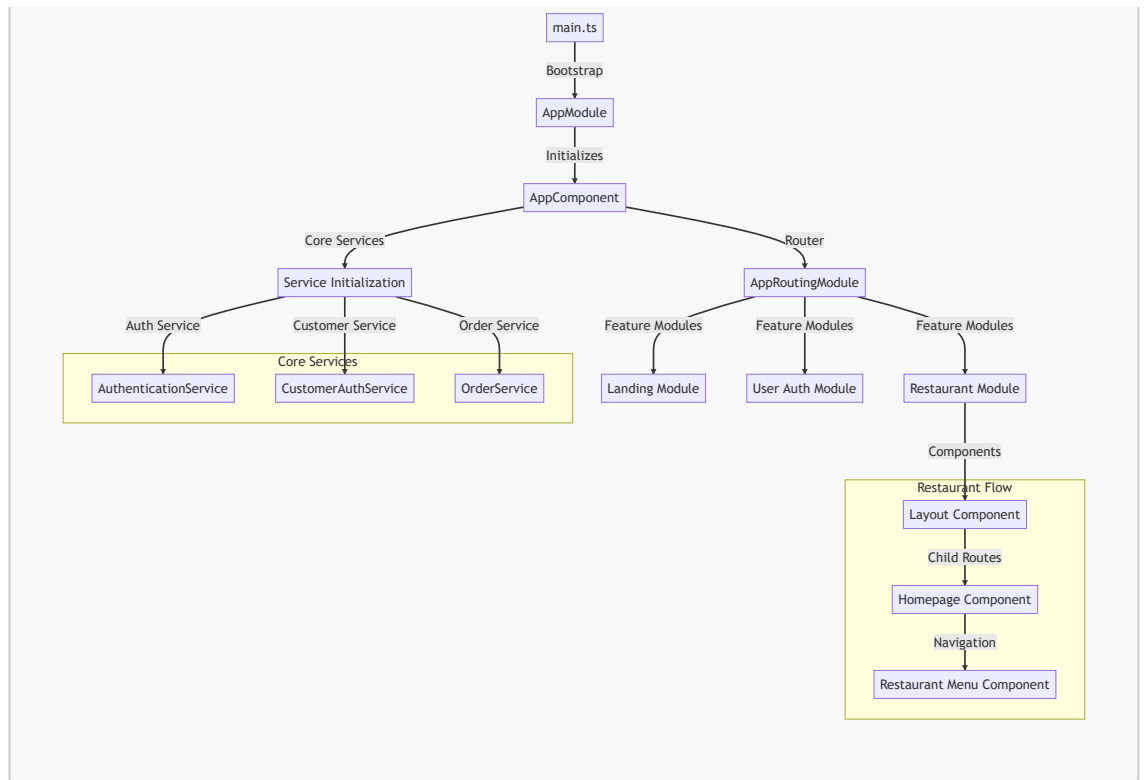 main.ts
Bootstrap
AppModule
Initializes
AppComponent
Core Services
Router
Service Initialization
AppRoutingModule
Auth Service
Customer Service
Order Service
Feature Modules
Feature Modules
Feature Modules
Core Services
AuthenticationService
CustomerAuthService
OrderService
Landing Module
User Auth Module
Restaurant Module
Components
Restaurant Flow
Layout Component
Child Routes
Homepage Component
Navigation
Restaurant Menu Component